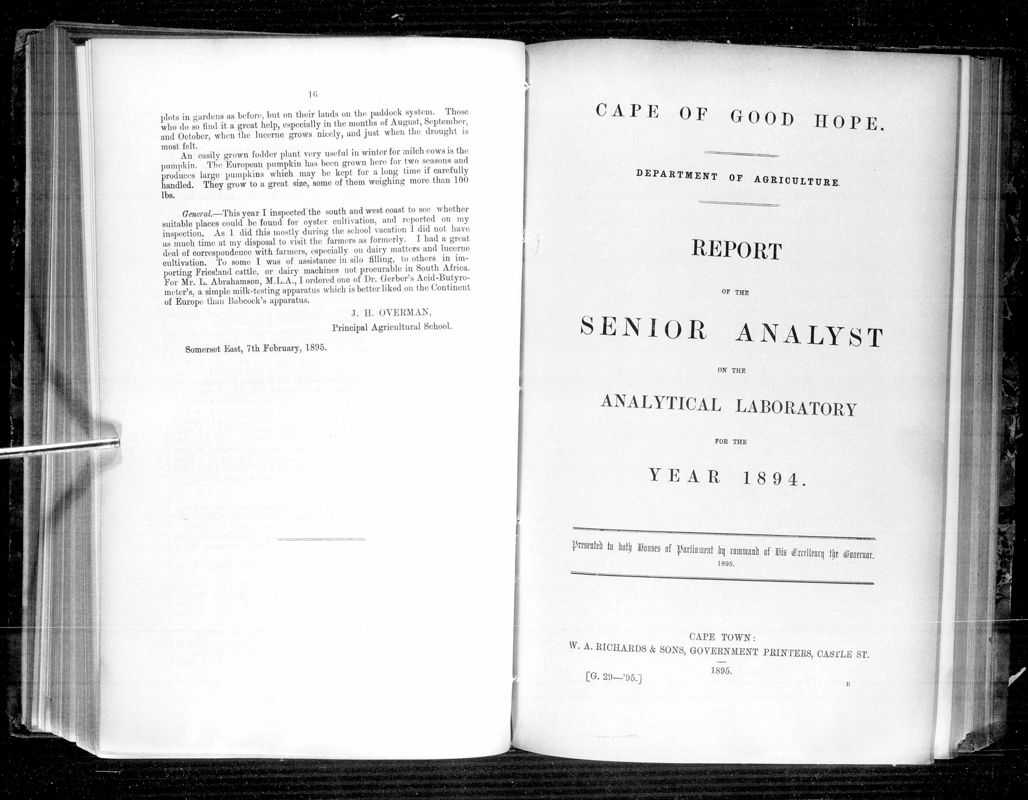 16
plots in gardens as before, but on their lands on the paddock system. Those
who do so find it a great help, especially in the months of August, September,
and October, when the lucerne grows nicely, and just when the drought is
most felt.
An easily grown fodder plant very useful in winter for milch cows is the
pumpkin. The European pumpkin has been grown here for two seasons and
produces large pumpkins which may be kept for a long time if carefully
handled. They grow to a great size, some of them weighing more than 100
lbs.
General.—This year I inspected the south and west coast to see whether
suitable places could be found for oyster cultivation, and reported on my
inspection. As I did this mostly during the school vacation I did not have
as much time at my disposal to visit the farmers as formerly. I had a great
deal of correspondence with farmers, especially on dairy matters and lucerne
cultivation. To some I was of assistance in silo filling, to others in im-
porting Friesland cattle, or dairy machines not procurable in South Africa.
For Mr. L. Abrahamson, M.L.A., I ordered one of Dr. Gerber's Acid-Butyro-
meter's, a simple milk-testing apparatus which is better liked on the Continent
of Europe than Babcock's apparatus.
J. H. OVERMAN,
Principal Agricultural School.
Somerset East, 7th February, 1895.
CAPE OF GOOD HOPE.
DEPARTMENT OF AGRICULTURE.
REPORT
OF THE
SENIOR ANALYST
ON THE
ANALYTICAL LABORATORY
FOR THE
YEAR 1894.
Presented to both Houses of Parliament by command of His Excellency the Governor.
1895.
CAPE TOWN:
W. A. RICHARDS & SONS, GOVERNMENT PRINTERS, CASTLE ST.
1895.
[G. 29—'95.]
B